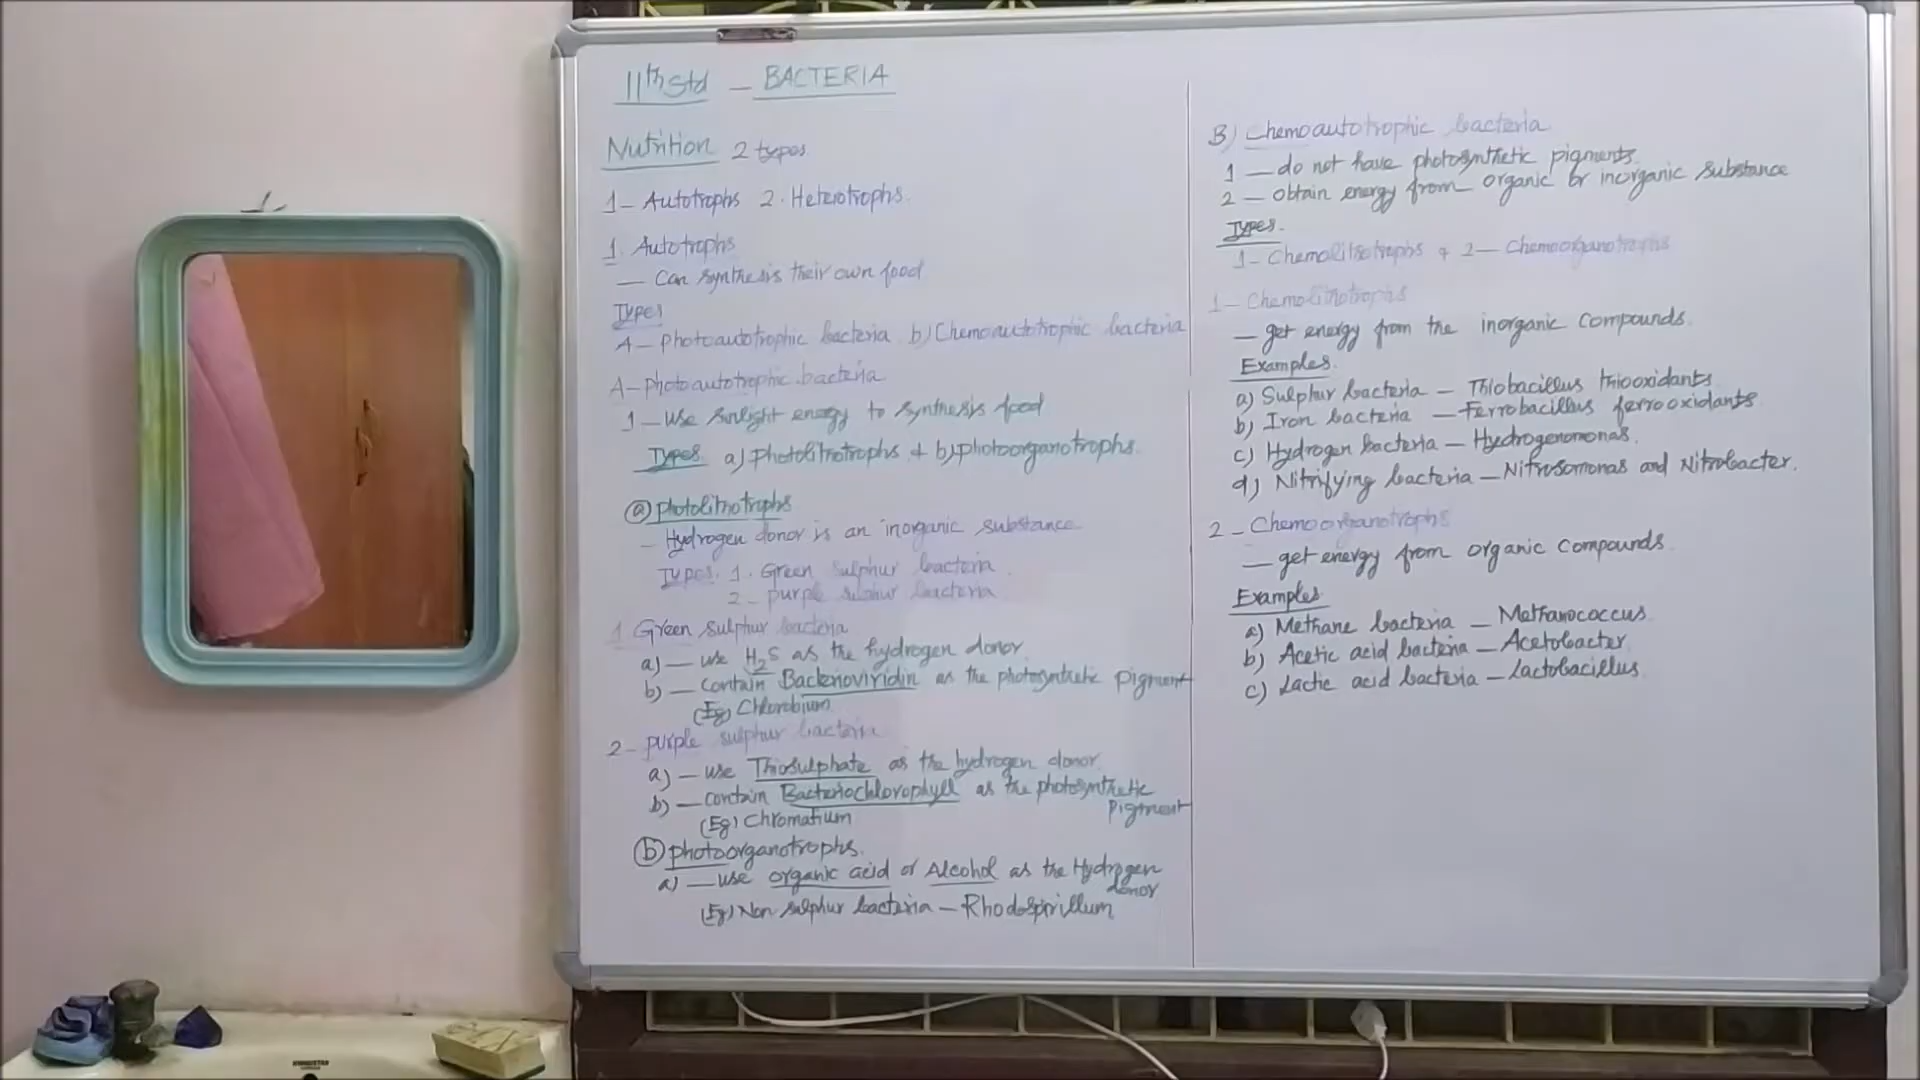 11th Std – BACTERIA
Nutrition 2 types
1– Autotrophs 2. Heterotrophs.
1. Autotrophs
— Can synthesis their own food
Types
A– photoautotrophic bacteria b) Chemoautotrophic bacteria
A– photoautotrophic bacteria
1 – use sunlight energy to synthesis food
Types a) photolithotrophs & b) photoorganotrophs.
(a) photolithotrophs
– Hydrogen donor is an inorganic substance
Types. 1. Green sulphur bacteria.
2 – purple sulphur bacteria
1 Green sulphur bacteria
a) — use H2S as the hydrogen donor.
b) — contain Bacterioviridin as the photosynthetic pigment
(Eg) Chlorobium
2 – purple sulphur bacteria
a) — use Thiosulphate as the hydrogen donor.
b) — contain Bacteriochlorophyll as the photosynthetic
pigment
(Eg) Chromatium
(b) photoorganotrophs.
a) — use organic acid or Alcohol as the Hydrogen
donor
(Eg) Non sulphur bacteria – Rhodospirillum
B) Chemoautotrophic bacteria
1 — do not have photosynthetic pigments.
2 — obtain energy from organic or inorganic substance
Types.
1– Chemolithotrophs & 2– Chemoorganotrophs
1– Chemolithotrophs
— get energy from the inorganic compounds.
Examples.
a) Sulphur bacteria – Thiobacillus thiooxidants.
b) Iron bacteria – Ferrobacillus ferrooxidants.
c) Hydrogen bacteria – Hydrogenomonas.
d) Nitrifying bacteria – Nitrosomonas and Nitrobacter.
2 – Chemoorganotrophs
— get energy from organic compounds.
Examples
a) Methane bacteria – Methanococcus.
b) Acetic acid bacteria – Acetobacter
c) Lactic acid bacteria – Lactobacillus.
HINDUSTAN